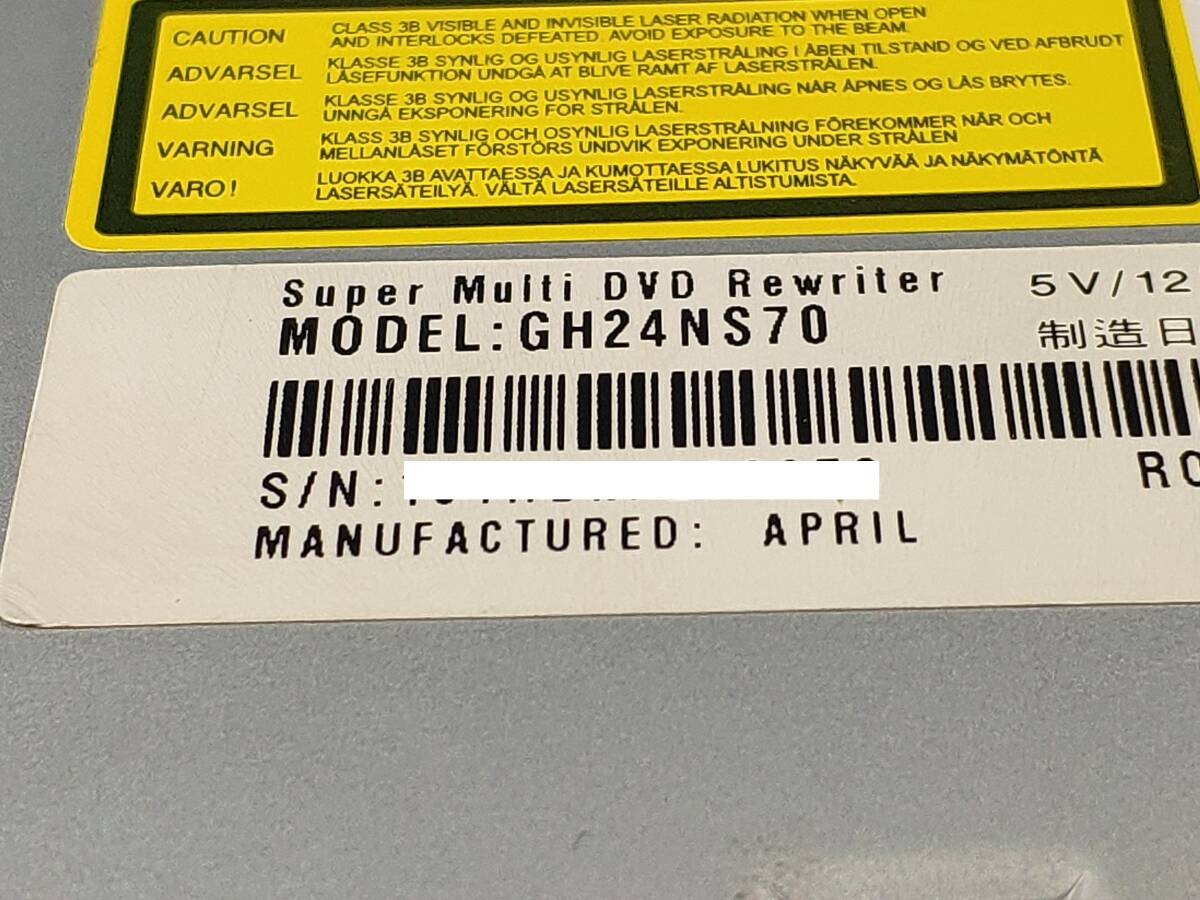 CAUTION CLASS 3B VISIBLE AND INVISIBLE LASER RADIATION WHEN OPEN
AND INTERLOCKS DEFEATED. AVOID EXPOSURE TO THE BEAM.
ADVARSEL KLASSE 3B SYNLIG OG USYNLIG LASERSTRÅLING I ÅBEN TILSTAND OG VED AFBRUDT
LÅSEFUNKTION UNDGÅ AT BLIVE RAMT AF LASERSTRÅLEN.
ADVARSEL KLASSE 3B SYNLIG OG USYNLIG LASERSTRÅLING NÅR ÅPNES OG LÅS BRYTES.
UNNGÅ EKSPONERING FOR STRÅLEN.
VARNING KLASS 3B SYNLIG OCH OSYNLIG LASERSTRÅLNING FÖREKOMMER NÄR OCH
MELLANLÅSET FÖRSTÖRS UNDVIK EXPONERING UNDER STRÅLEN
VARO! LUOKKA 3B AVATTAESSA JA KUMOTTAESSA LUKITUS NÄKYVÄÄ JA NÄKYMÄTÖNTÄ
LASERSÄTEILYÄ. VÄLTÄ LASERSÄTEILLE ALTISTUMISTA.
Super Multi DVD Rewriter 5V/12
MODEL:GH24NS70 制造日
S/N: RO
MANUFACTURED: APRIL